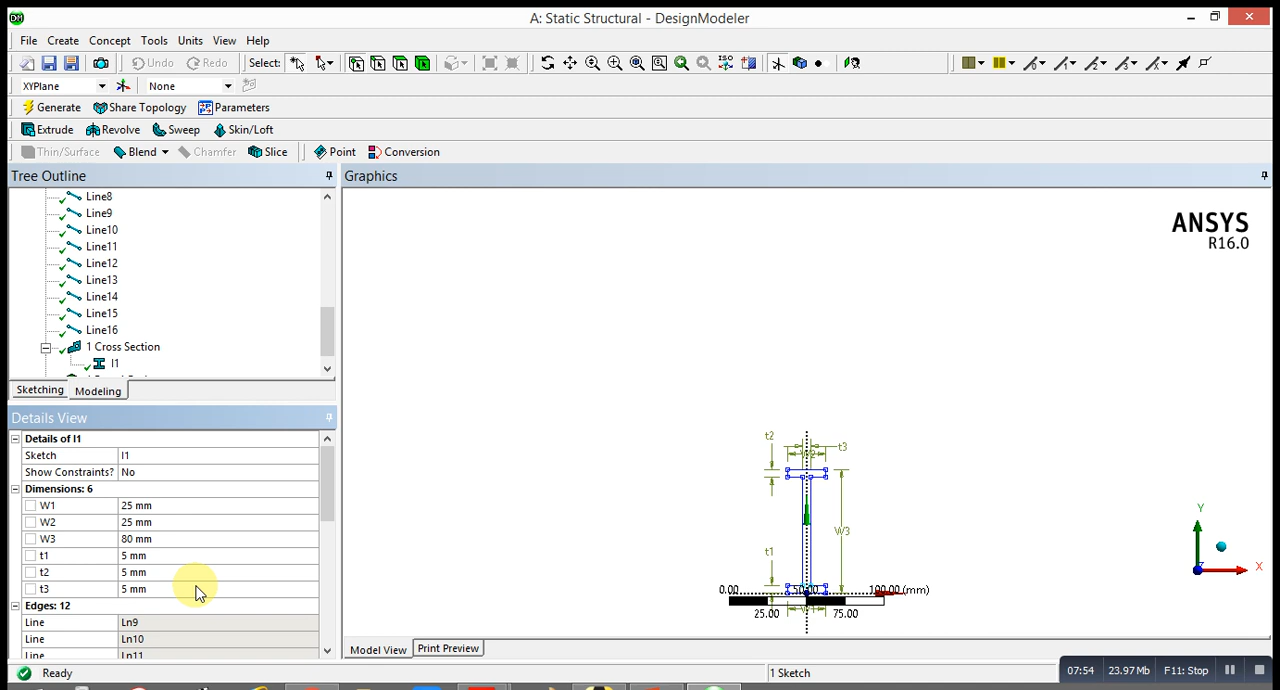 A: Static Structural - DesignModeler
File Create Concept Tools Units View Help
Undo Redo Select:
XYPlane None
Generate Share Topology Parameters
Extrude Revolve Sweep Skin/Loft
Thin/Surface Blend Chamfer Slice Point Conversion
Tree Outline
Line8
Line9
Line10
Line11
Line12
Line13
Line14
Line15
Line16
1 Cross Section
I1
Sketching Modeling
Details View
Details of I1
Sketch I1
Show Constraints? No
Dimensions: 6
W1 25 mm
W2 25 mm
W3 80 mm
t1 5 mm
t2 5 mm
t3 5 mm
Edges: 12
Line Ln9
Line Ln10
Line Ln11
Graphics
ANSYS
R16.0
t2
t3
W3
t1
0.00 50.00 100.00 (mm)
25.00 75.00
Y
X
Model View Print Preview
Ready
1 Sketch
07:54 23.97Mb F11: Stop